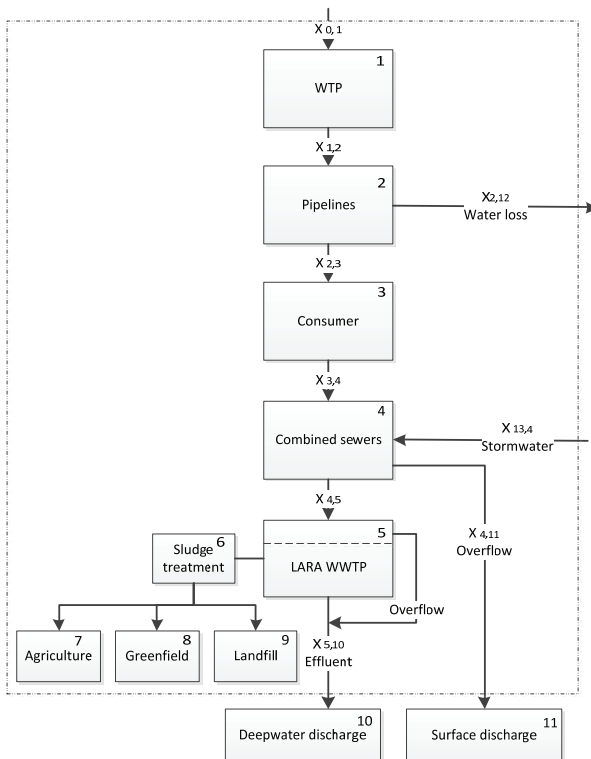 X 0,1
1
WTP
X 1,2
2
Pipelines
X2,12
Water loss
X 2,3
3
Consumer
X 3,4
4
Combined sewers
X 13,4
Stormwater
X 4,5
5
LARA WWTP
Overflow
X 4,11
Overflow
6
Sludge
treatment
7
Agriculture
8
Greenfield
9
Landfill
X 5,10
Effluent
10
Deepwater discharge
11
Surface discharge